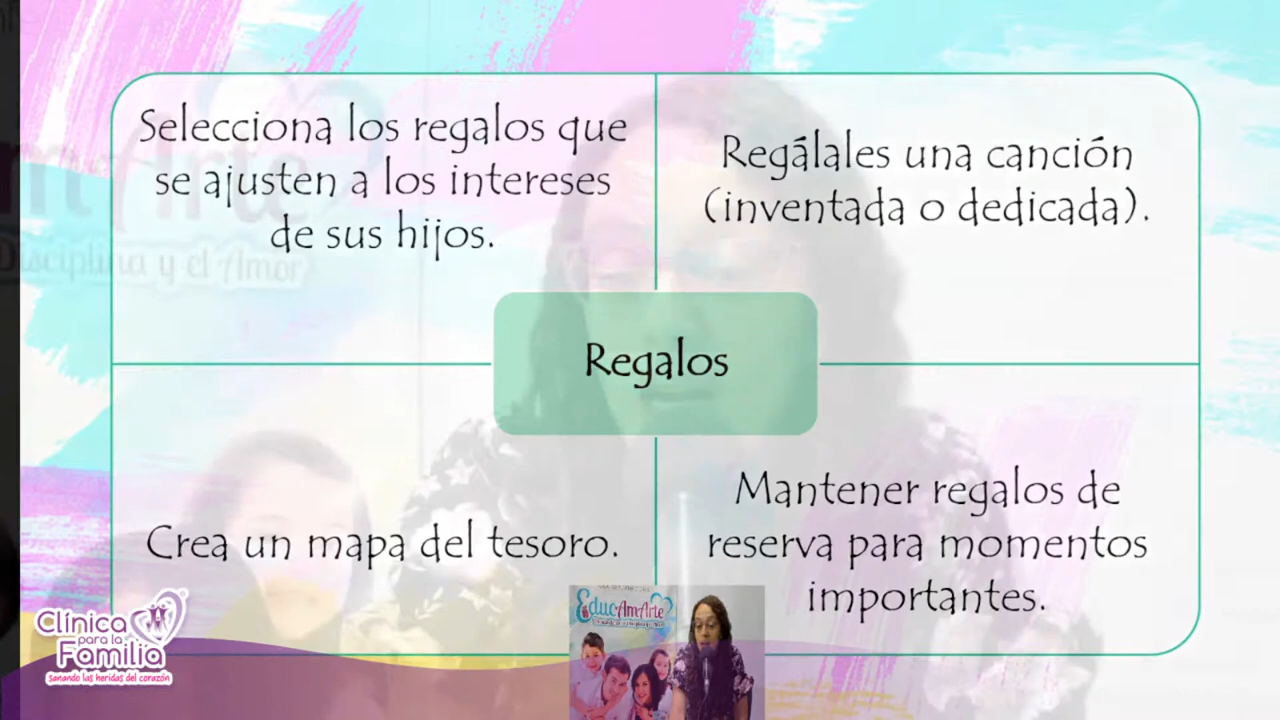 Selecciona los regalos que
se ajusten a los intereses
de sus hijos.
Regálales una canción
(inventada o dedicada).
Regalos
Crea un mapa del tesoro.
Mantener regalos de
reserva para momentos
importantes.
Disciplina y el Amor
Clínica
para la
Familia
sanando las heridas del corazón
EducAmArte